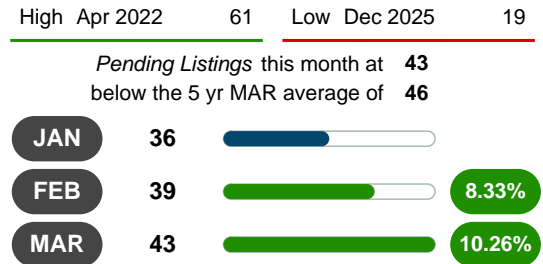 High Apr 2022 61 Low Dec 2025 19
Pending Listings this month at 43
below the 5 yr MAR average of 46
JAN 36
FEB 39 8.33%
MAR 43 10.26%